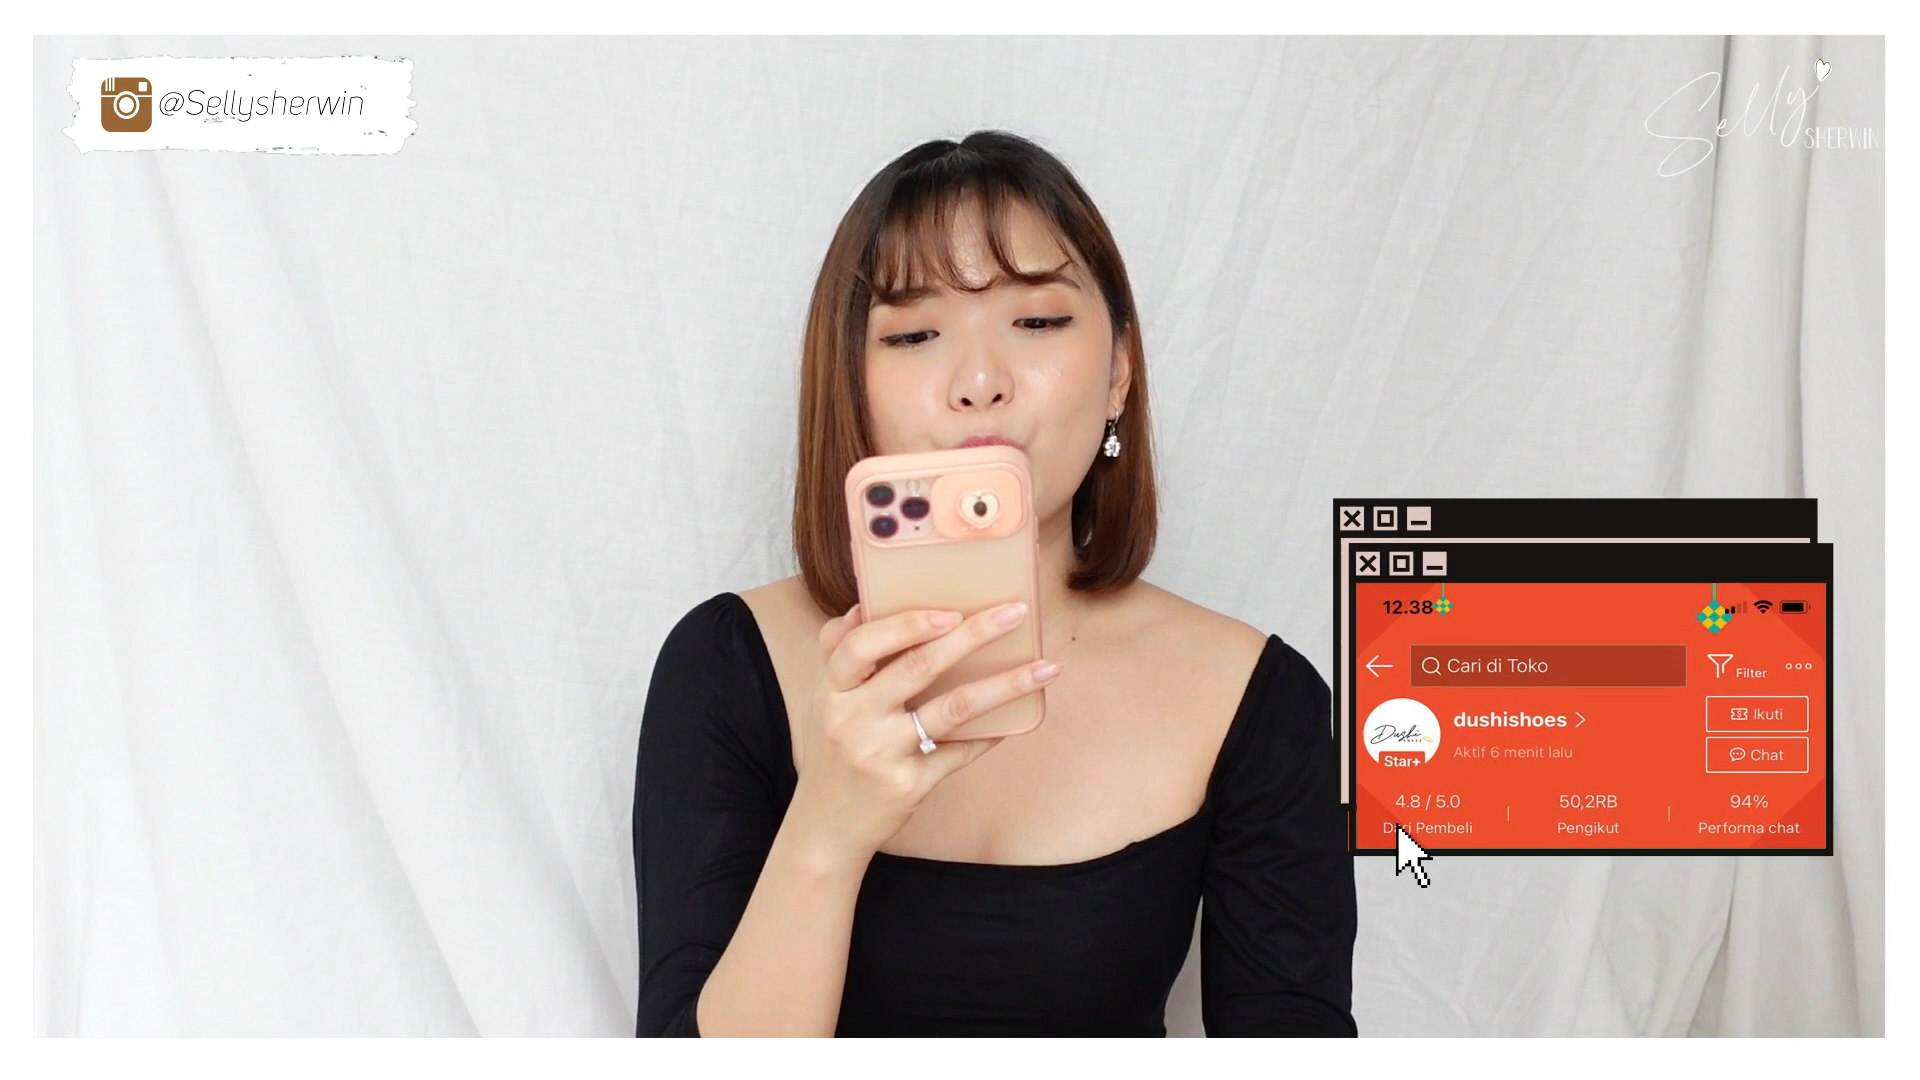 @Sellysherwin
Selly
SHERWIN
12.38
Cari di Toko
Filter
Dushi
Star+
dushishoes
Aktif 6 menit lalu
Ikuti
Chat
4.8 / 5.0
50,2RB
94%
Dari Pembeli
Pengikut
Performa chat